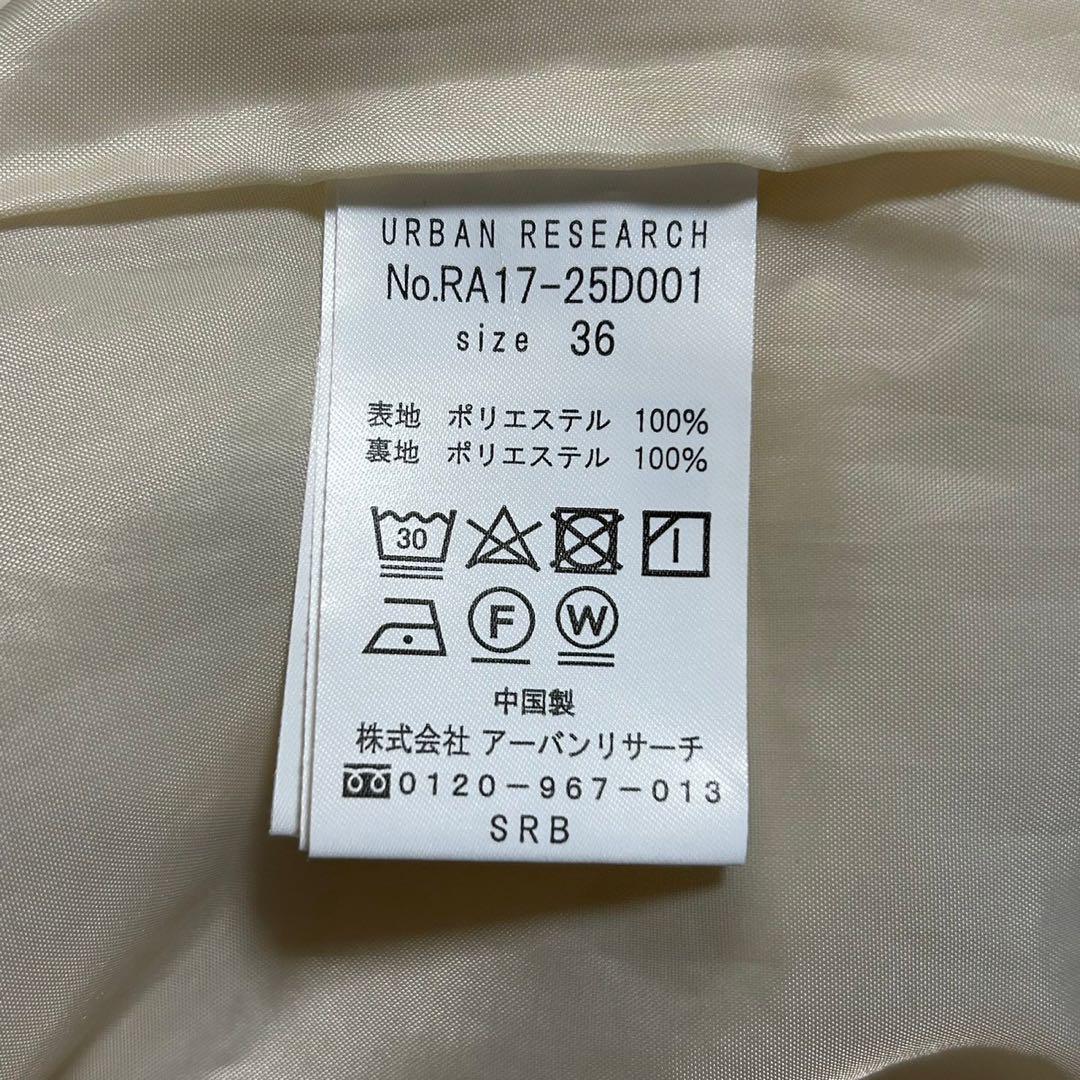 URBAN RESEARCH
No.RA17-25D001
size 36
表地 ポリエステル 100%
裏地 ポリエステル 100%
30
F W
中国製
株式会社 アーバンリサーチ
0120-967-013
SRB